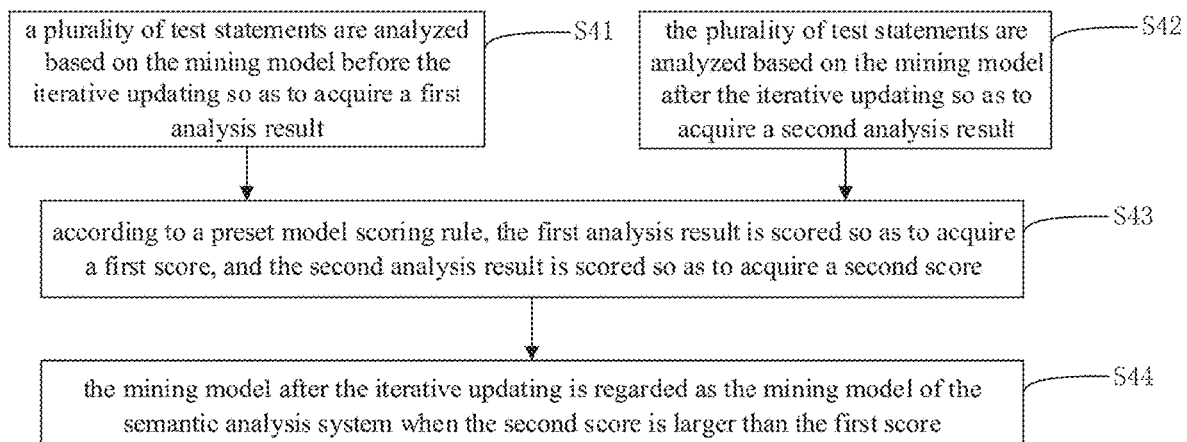 a plurality of test statements are analyzed
based on the mining model before the
iterative updating so as to acquire a first
analysis result
S41
the plurality of test statements are
analyzed based on the mining model
after the iterative updating so as to
acquire a second analysis result
S42
according to a preset model scoring rule, the first analysis result is scored so as to acquire
a first score, and the second analysis result is scored so as to acquire a second score
S43
the mining model after the iterative updating is regarded as the mining model of the
semantic analysis system when the second score is larger than the first score
S44